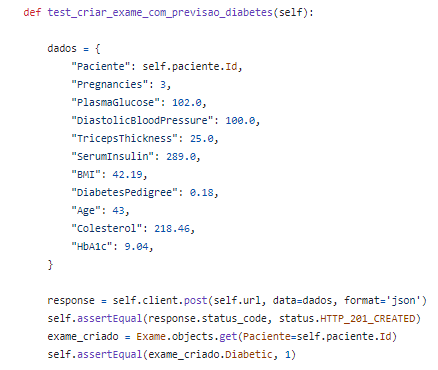 def test_criar_exame_com_previsao_diabetes(self):
dados = {
"Paciente": self.paciente.Id,
"Pregnancies": 3,
"PlasmaGlucose": 102.0,
"DiastolicBloodPressure": 100.0,
"TricepsThickness": 25.0,
"SerumInsulin": 289.0,
"BMI": 42.19,
"DiabetesPedigree": 0.18,
"Age": 43,
"Colesterol": 218.46,
"HbA1c": 9.04,
}
response = self.client.post(self.url, data=dados, format='json')
self.assertEqual(response.status_code, status.HTTP_201_CREATED)
exame_criado = Exame.objects.get(Paciente=self.paciente.Id)
self.assertEqual(exame_criado.Diabetic, 1)